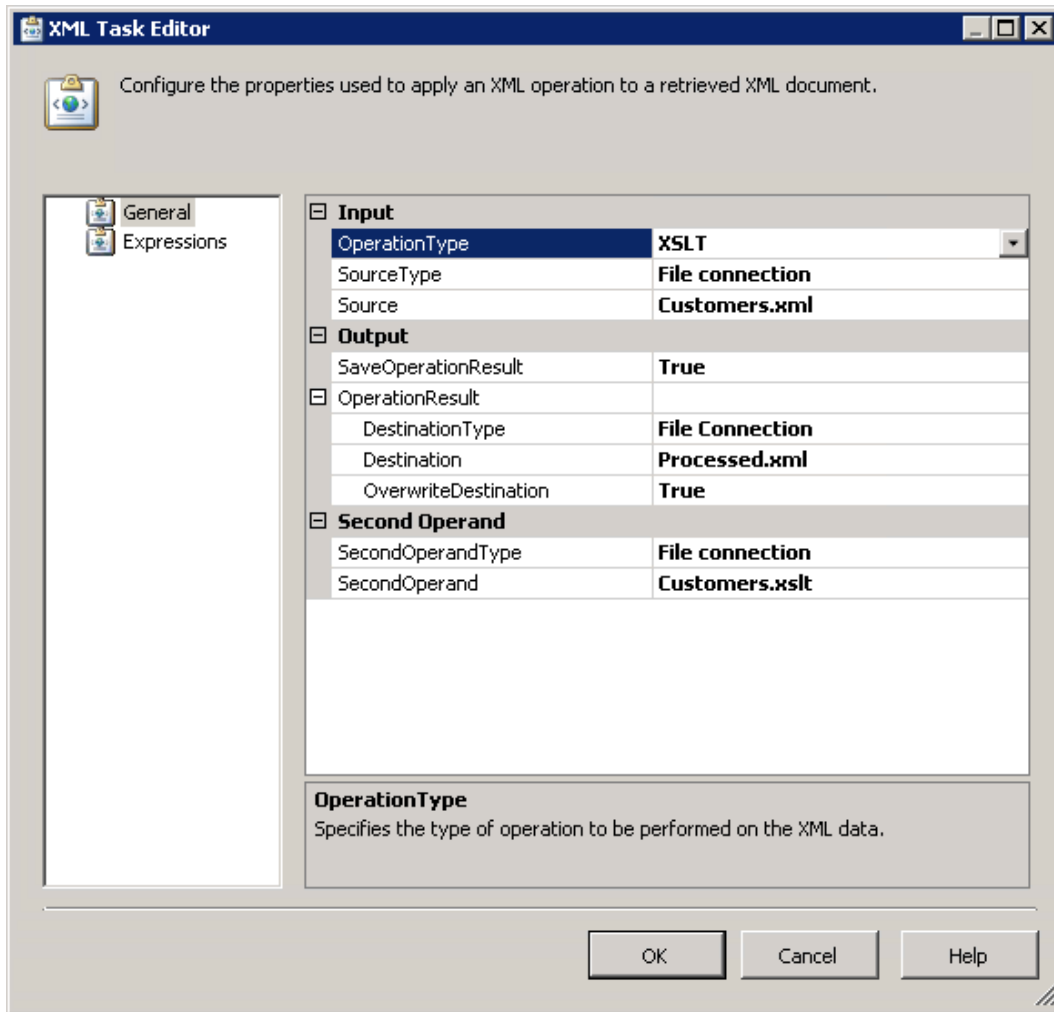 XML Task Editor
Configure the properties used to apply an XML operation to a retrieved XML document.
General
Expressions
Input
OperationType XSLT
SourceType File connection
Source Customers.xml
Output
SaveOperationResult True
OperationResult
DestinationType File Connection
Destination Processed.xml
OverwriteDestination True
Second Operand
SecondOperandType File connection
SecondOperand Customers.xslt
OperationType
Specifies the type of operation to be performed on the XML data.
OK Cancel Help